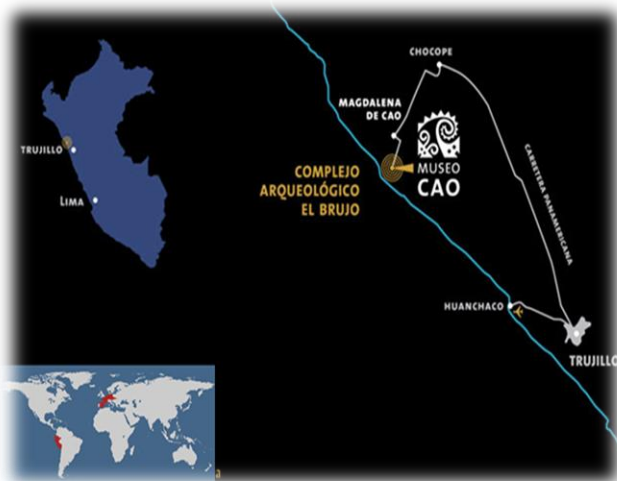 TRUJILLO
LIMA
CHOCOPE
MAGDALENA
DE CAO
MUSEO
CAO
COMPLEJO
ARQUEOLÓGICO
EL BRUJO
CARRETERA PANAMERICANA
HUANCHACO
TRUJILLO
a